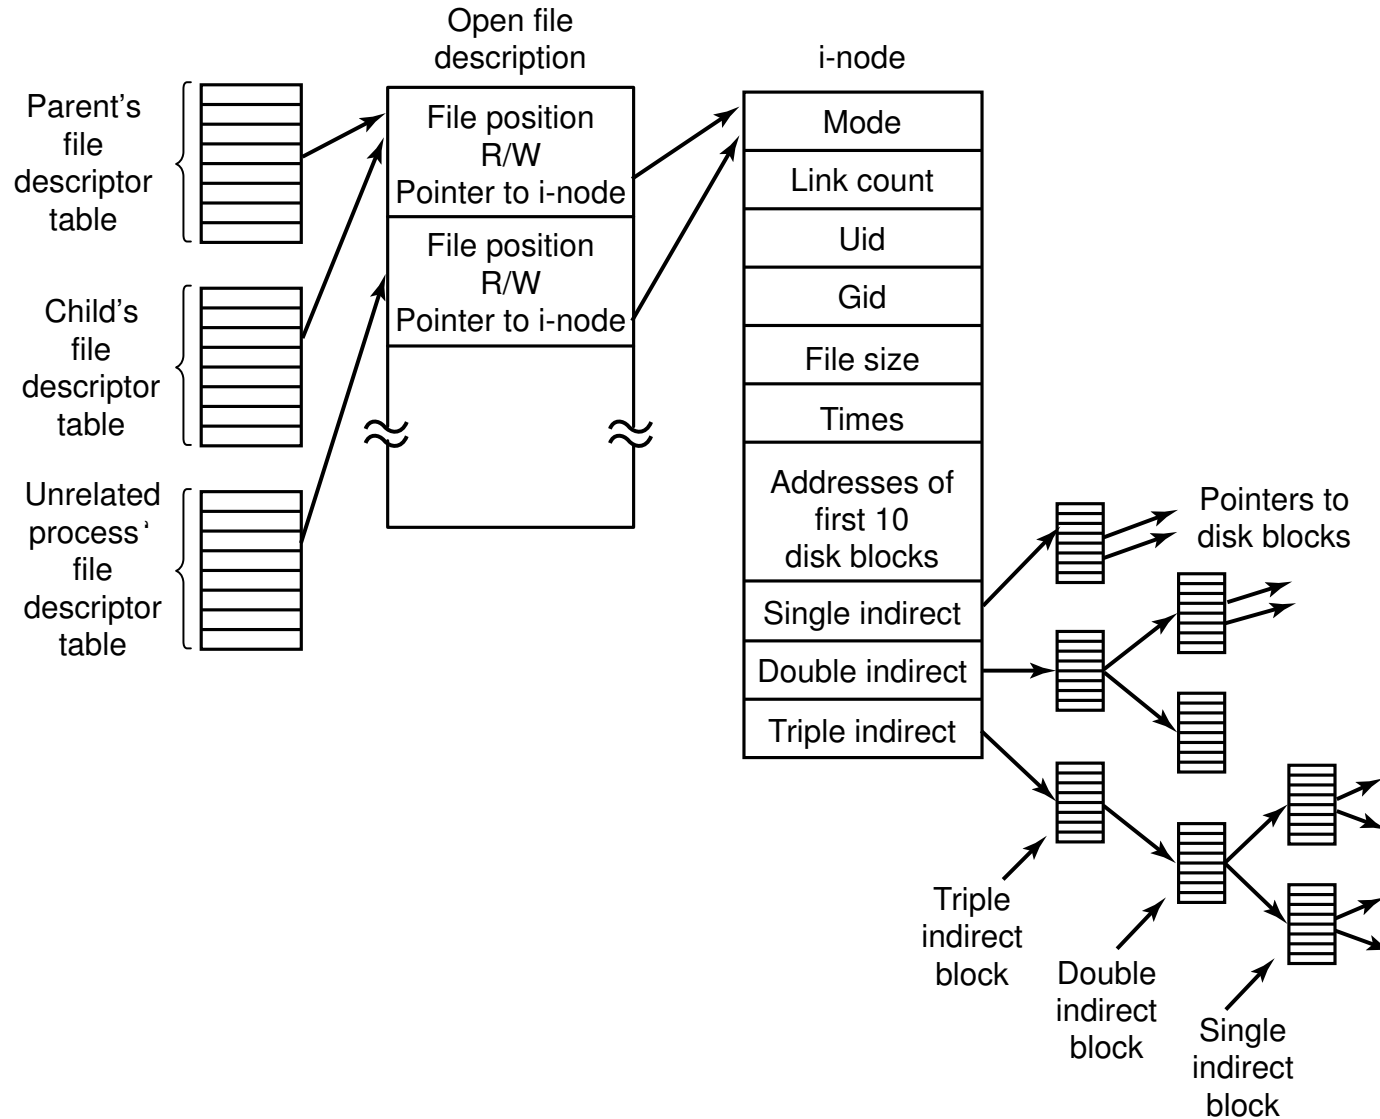 Open file
description
i-node
Parent's
file
descriptor
table
File position
R/W
Pointer to i-node
File position
R/W
Pointer to i-node
Child's
file
descriptor
table
Unrelated
process'
file
descriptor
table
Mode
Link count
Uid
Gid
File size
Times
Addresses of
first 10
disk blocks
Single indirect
Double indirect
Triple indirect
Pointers to
disk blocks
Triple
indirect
block
Double
indirect
block
Single
indirect
block